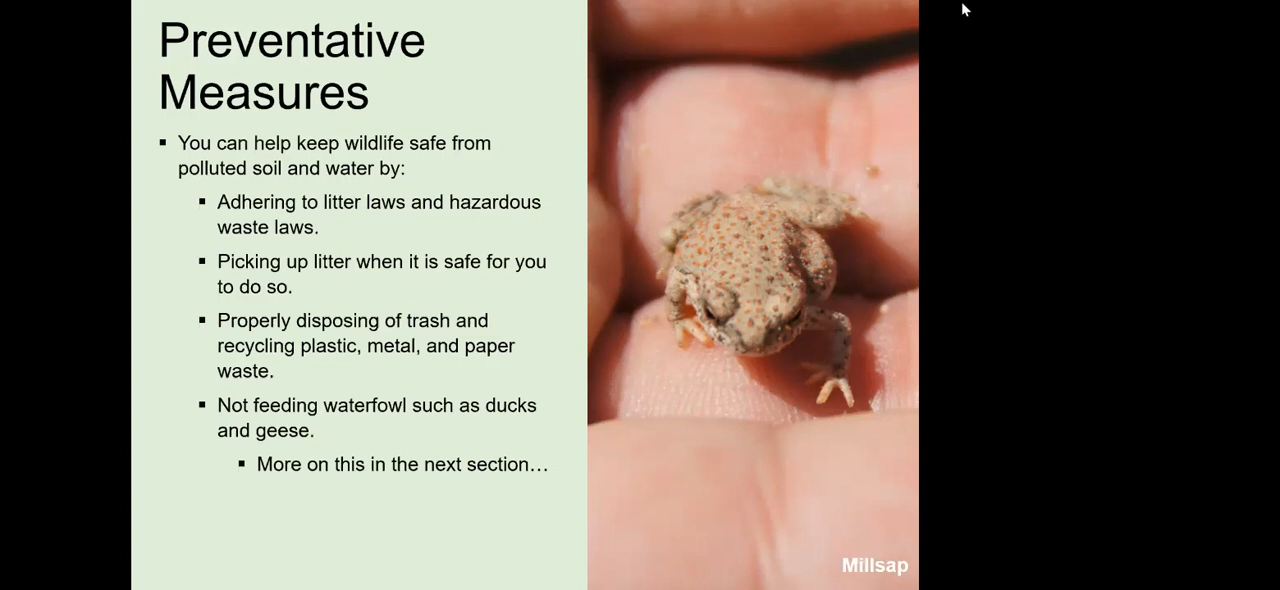 Preventative
Measures
▪ You can help keep wildlife safe from
polluted soil and water by:
▪ Adhering to litter laws and hazardous
waste laws.
▪ Picking up litter when it is safe for you
to do so.
▪ Properly disposing of trash and
recycling plastic, metal, and paper
waste.
▪ Not feeding waterfowl such as ducks
and geese.
▪ More on this in the next section…
Millsap